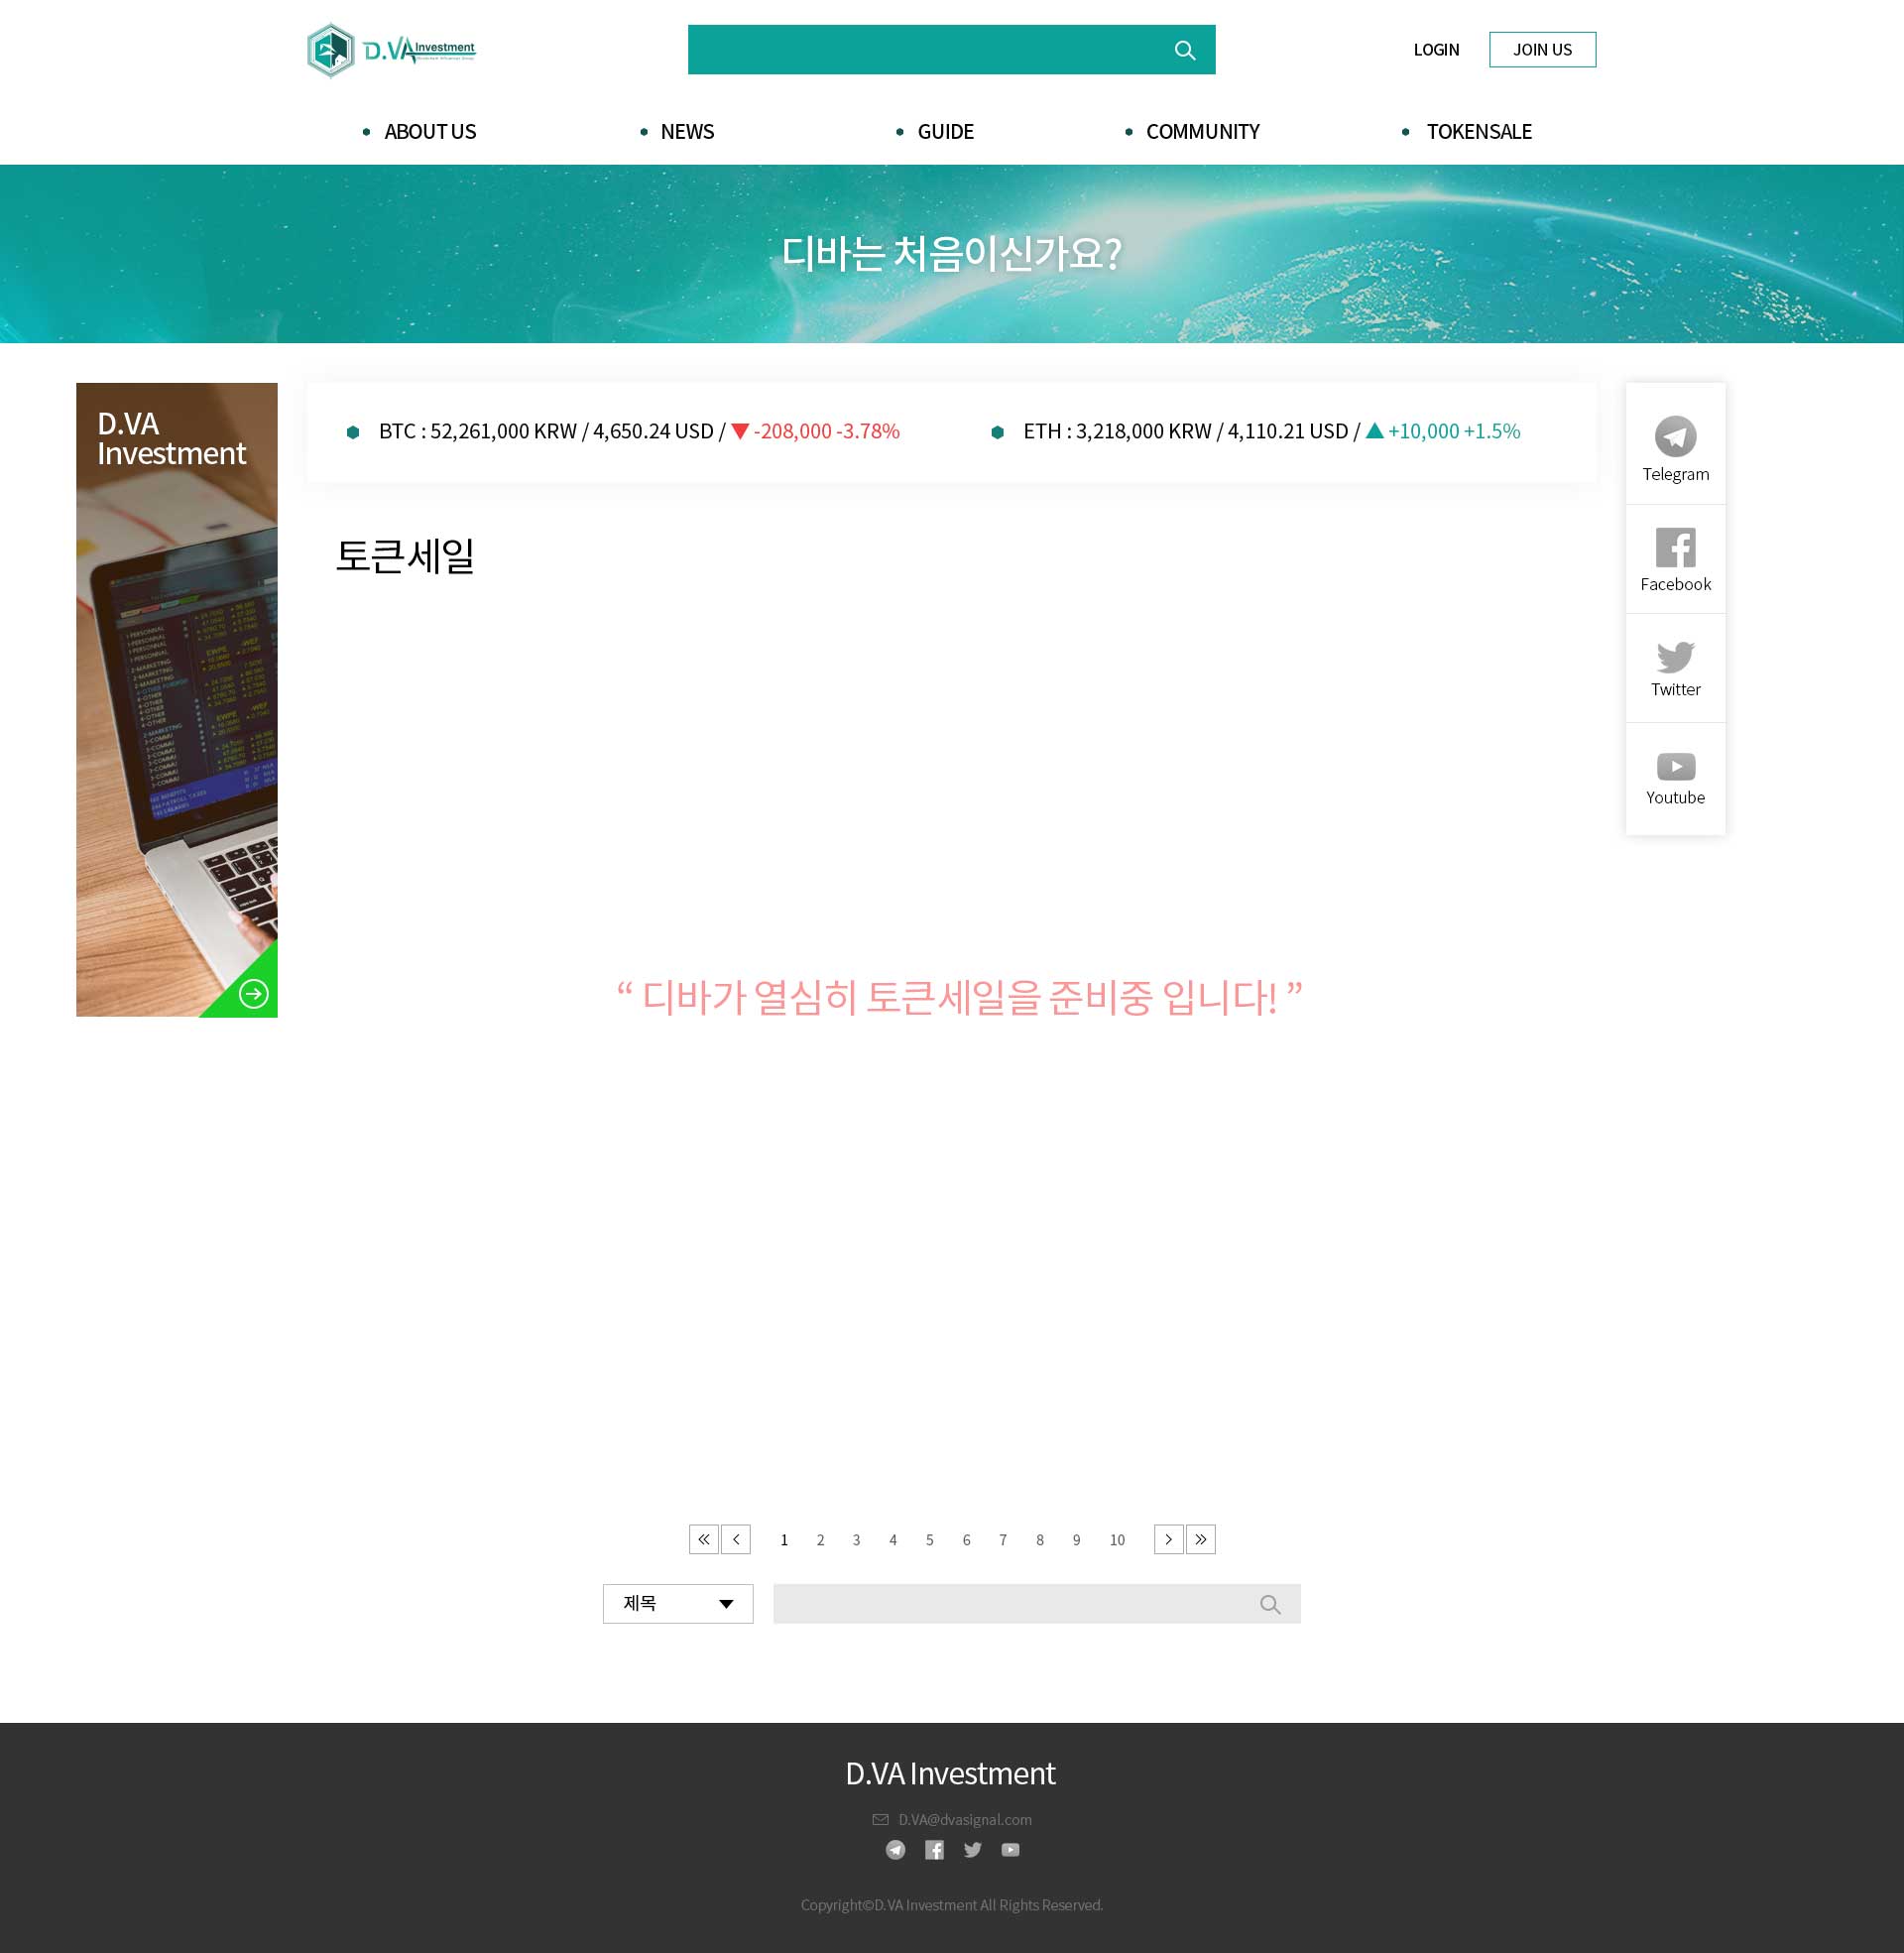 D.VA Investment
LOGIN
JOIN US
ABOUT US
NEWS
GUIDE
COMMUNITY
TOKENSALE
디바는 처음이신가요?
D.VA
Investment
BTC : 52,261,000 KRW / 4,650.24 USD / ▼ -208,000 -3.78%
ETH : 3,218,000 KRW / 4,110.21 USD / ▲ +10,000 +1.5%
Telegram
Facebook
Twitter
Youtube
토큰세일
“ 디바가 열심히 토큰세일을 준비중 입니다! ”
1 2 3 4 5 6 7 8 9 10
제목
D.VA Investment
D.VA@dvasignal.com
Copyright©D.VA Investment All Rights Reserved.